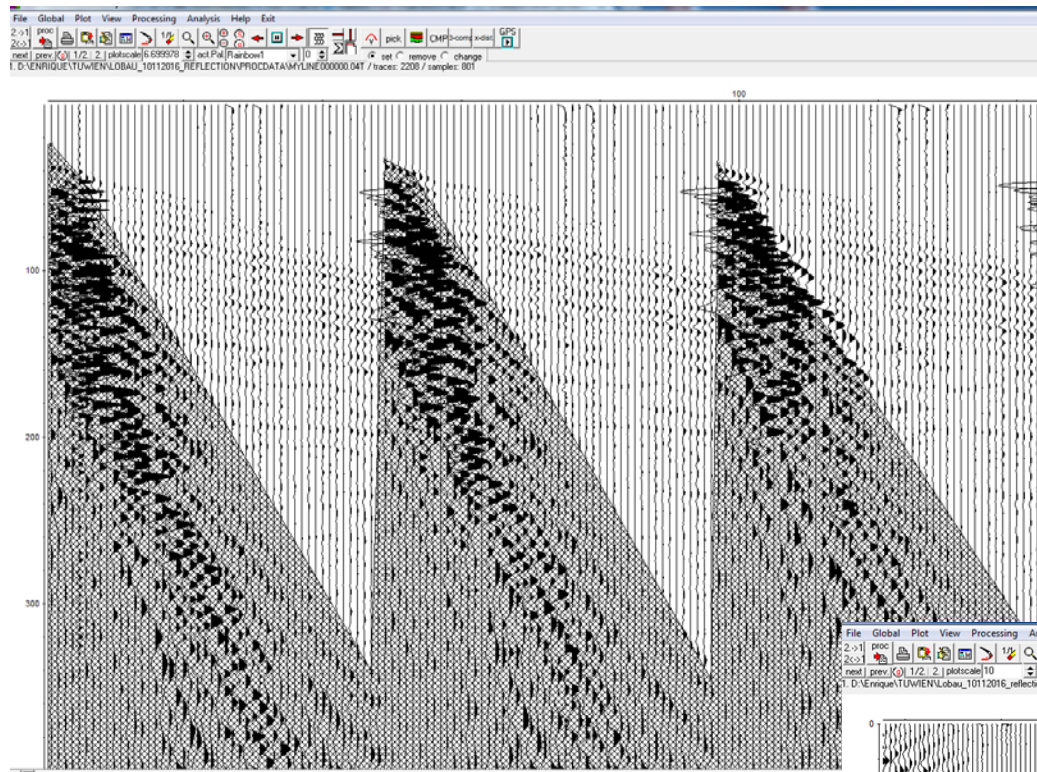 File Global Plot View Processing Analysis Help Exit
2->1 proc 1/f pick CMP 3-comp x-dist. GPS
2<->1
next prev. 1/2 2. plotscale 6.699978 act.Pal. Rainbow1 0 set remove change
1. D:\ENRIQUE\TUWIEN\LOBAU_10112016_REFLECTION\PROCDATA\MYLINE000000.04T / traces: 2208 / samples: 801
100
100
200
300
File Global Plot View Processing
2->1 proc
2<->1
next prev. 1/2 2. plotscale 10
1. D:\Enrique\TUWIEN\Lobau_10112016_reflecti
0